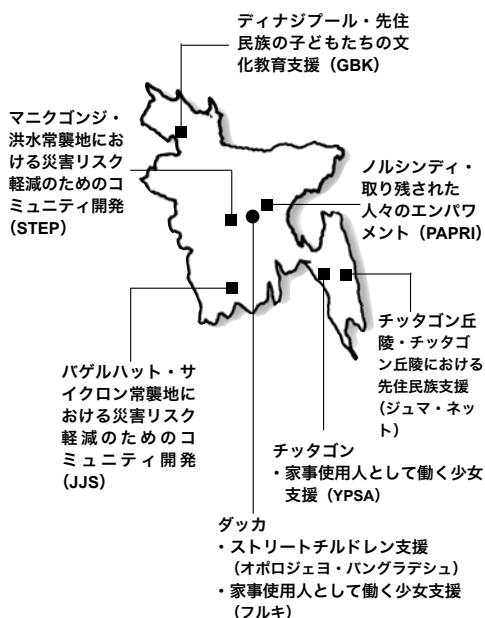 ディナジプール・先住
民族の子どもたちの文
化教育支援（GBK）
マニクゴンジ・
洪水常襲地にお
ける災害リスク
軽減のためのコ
ミュニティ開発
(STEP)
ノルシンディ・
取り残された
人々のエンパワ
メント（PAPRI）
チッタゴン丘
陵・チッタゴ
ン丘陵における
先住民族支援
（ジュマ・ネッ
ト）
バゲルハット・サ
イクロン常襲地に
おける災害リスク
軽減のためのコ
ミュニティ開発
(JJS)
チッタゴン
・家事使用人として働く少女
支援（YPSA）
ダッカ
・ストリートチルドレン支援
（オポロジェヨ・バングラデシュ）
・家事使用人として働く少女支援
（フルキ）